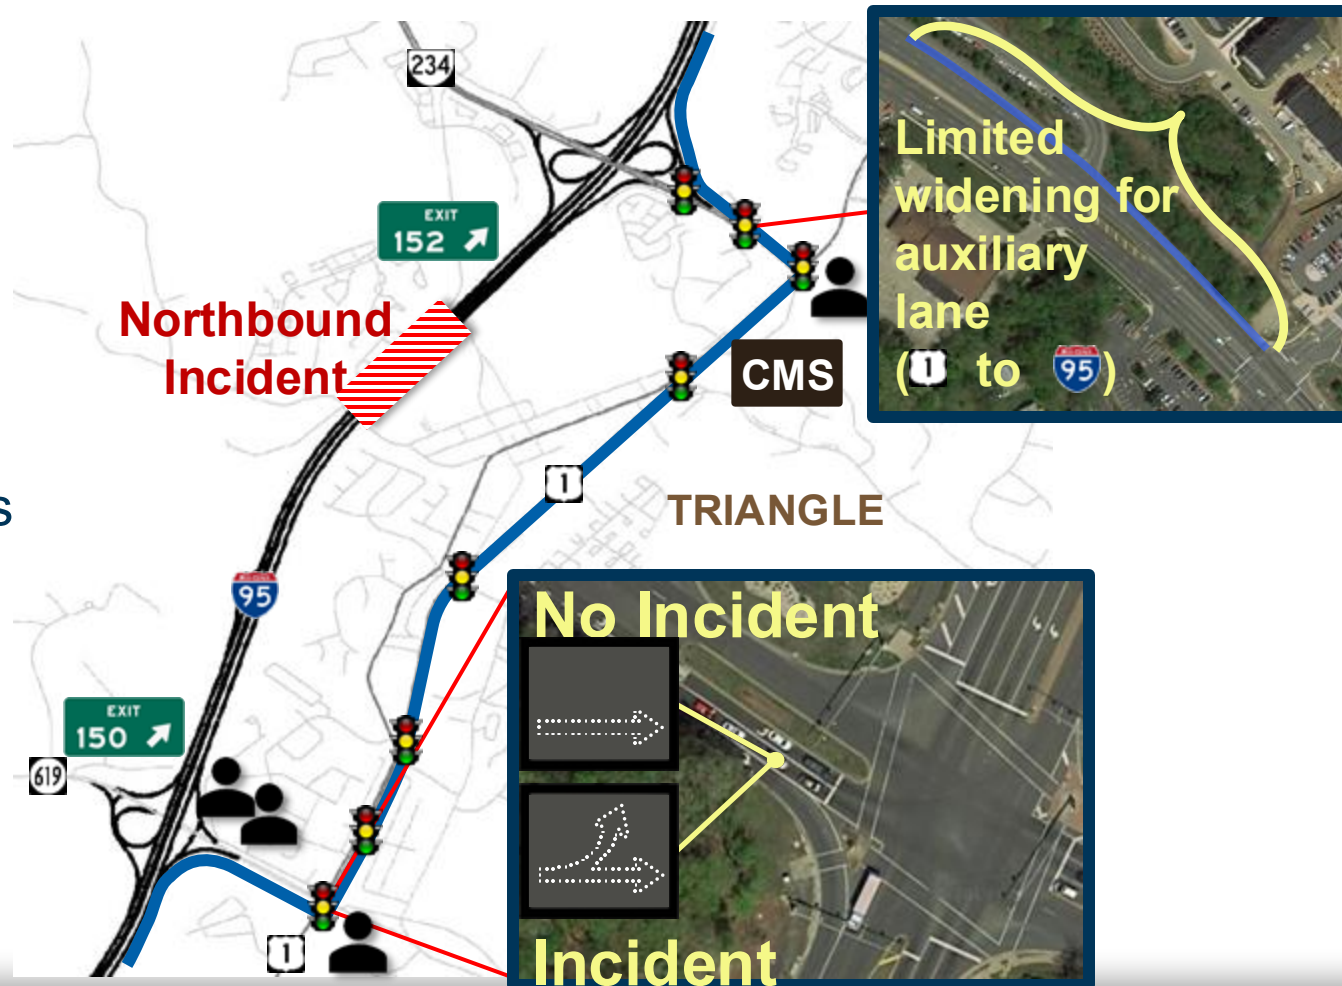 234
EXIT
152
Northbound
Incident
Limited
widening for
auxiliary
lane
(1 to 95)
CMS
1
s
TRIANGLE
95
EXIT
150
619
1
No Incident
Incident